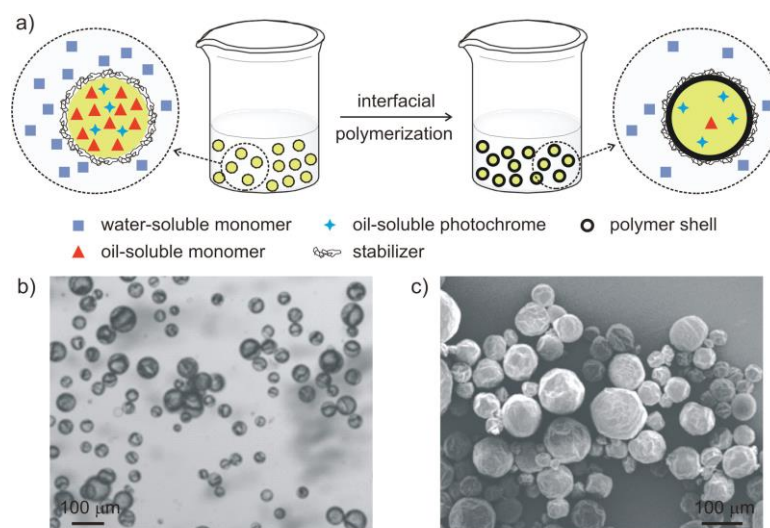 a)
interfacial
polymerization
water-soluble monomer
oil-soluble photochrome
polymer shell
oil-soluble monomer
stabilizer
b)
c)
100 μm
100 μm